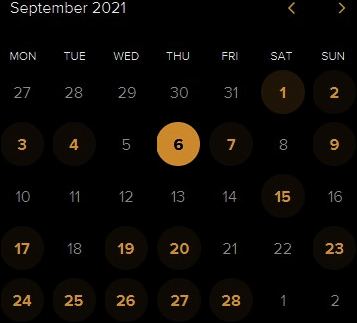 September 2021
MON TUE WED THU FRI SAT SUN
27 28 29 30 31 1 2
3 4 5 6 7 8 9
10 11 12 13 14 15 16
17 18 19 20 21 22 23
24 25 26 27 28 1 2